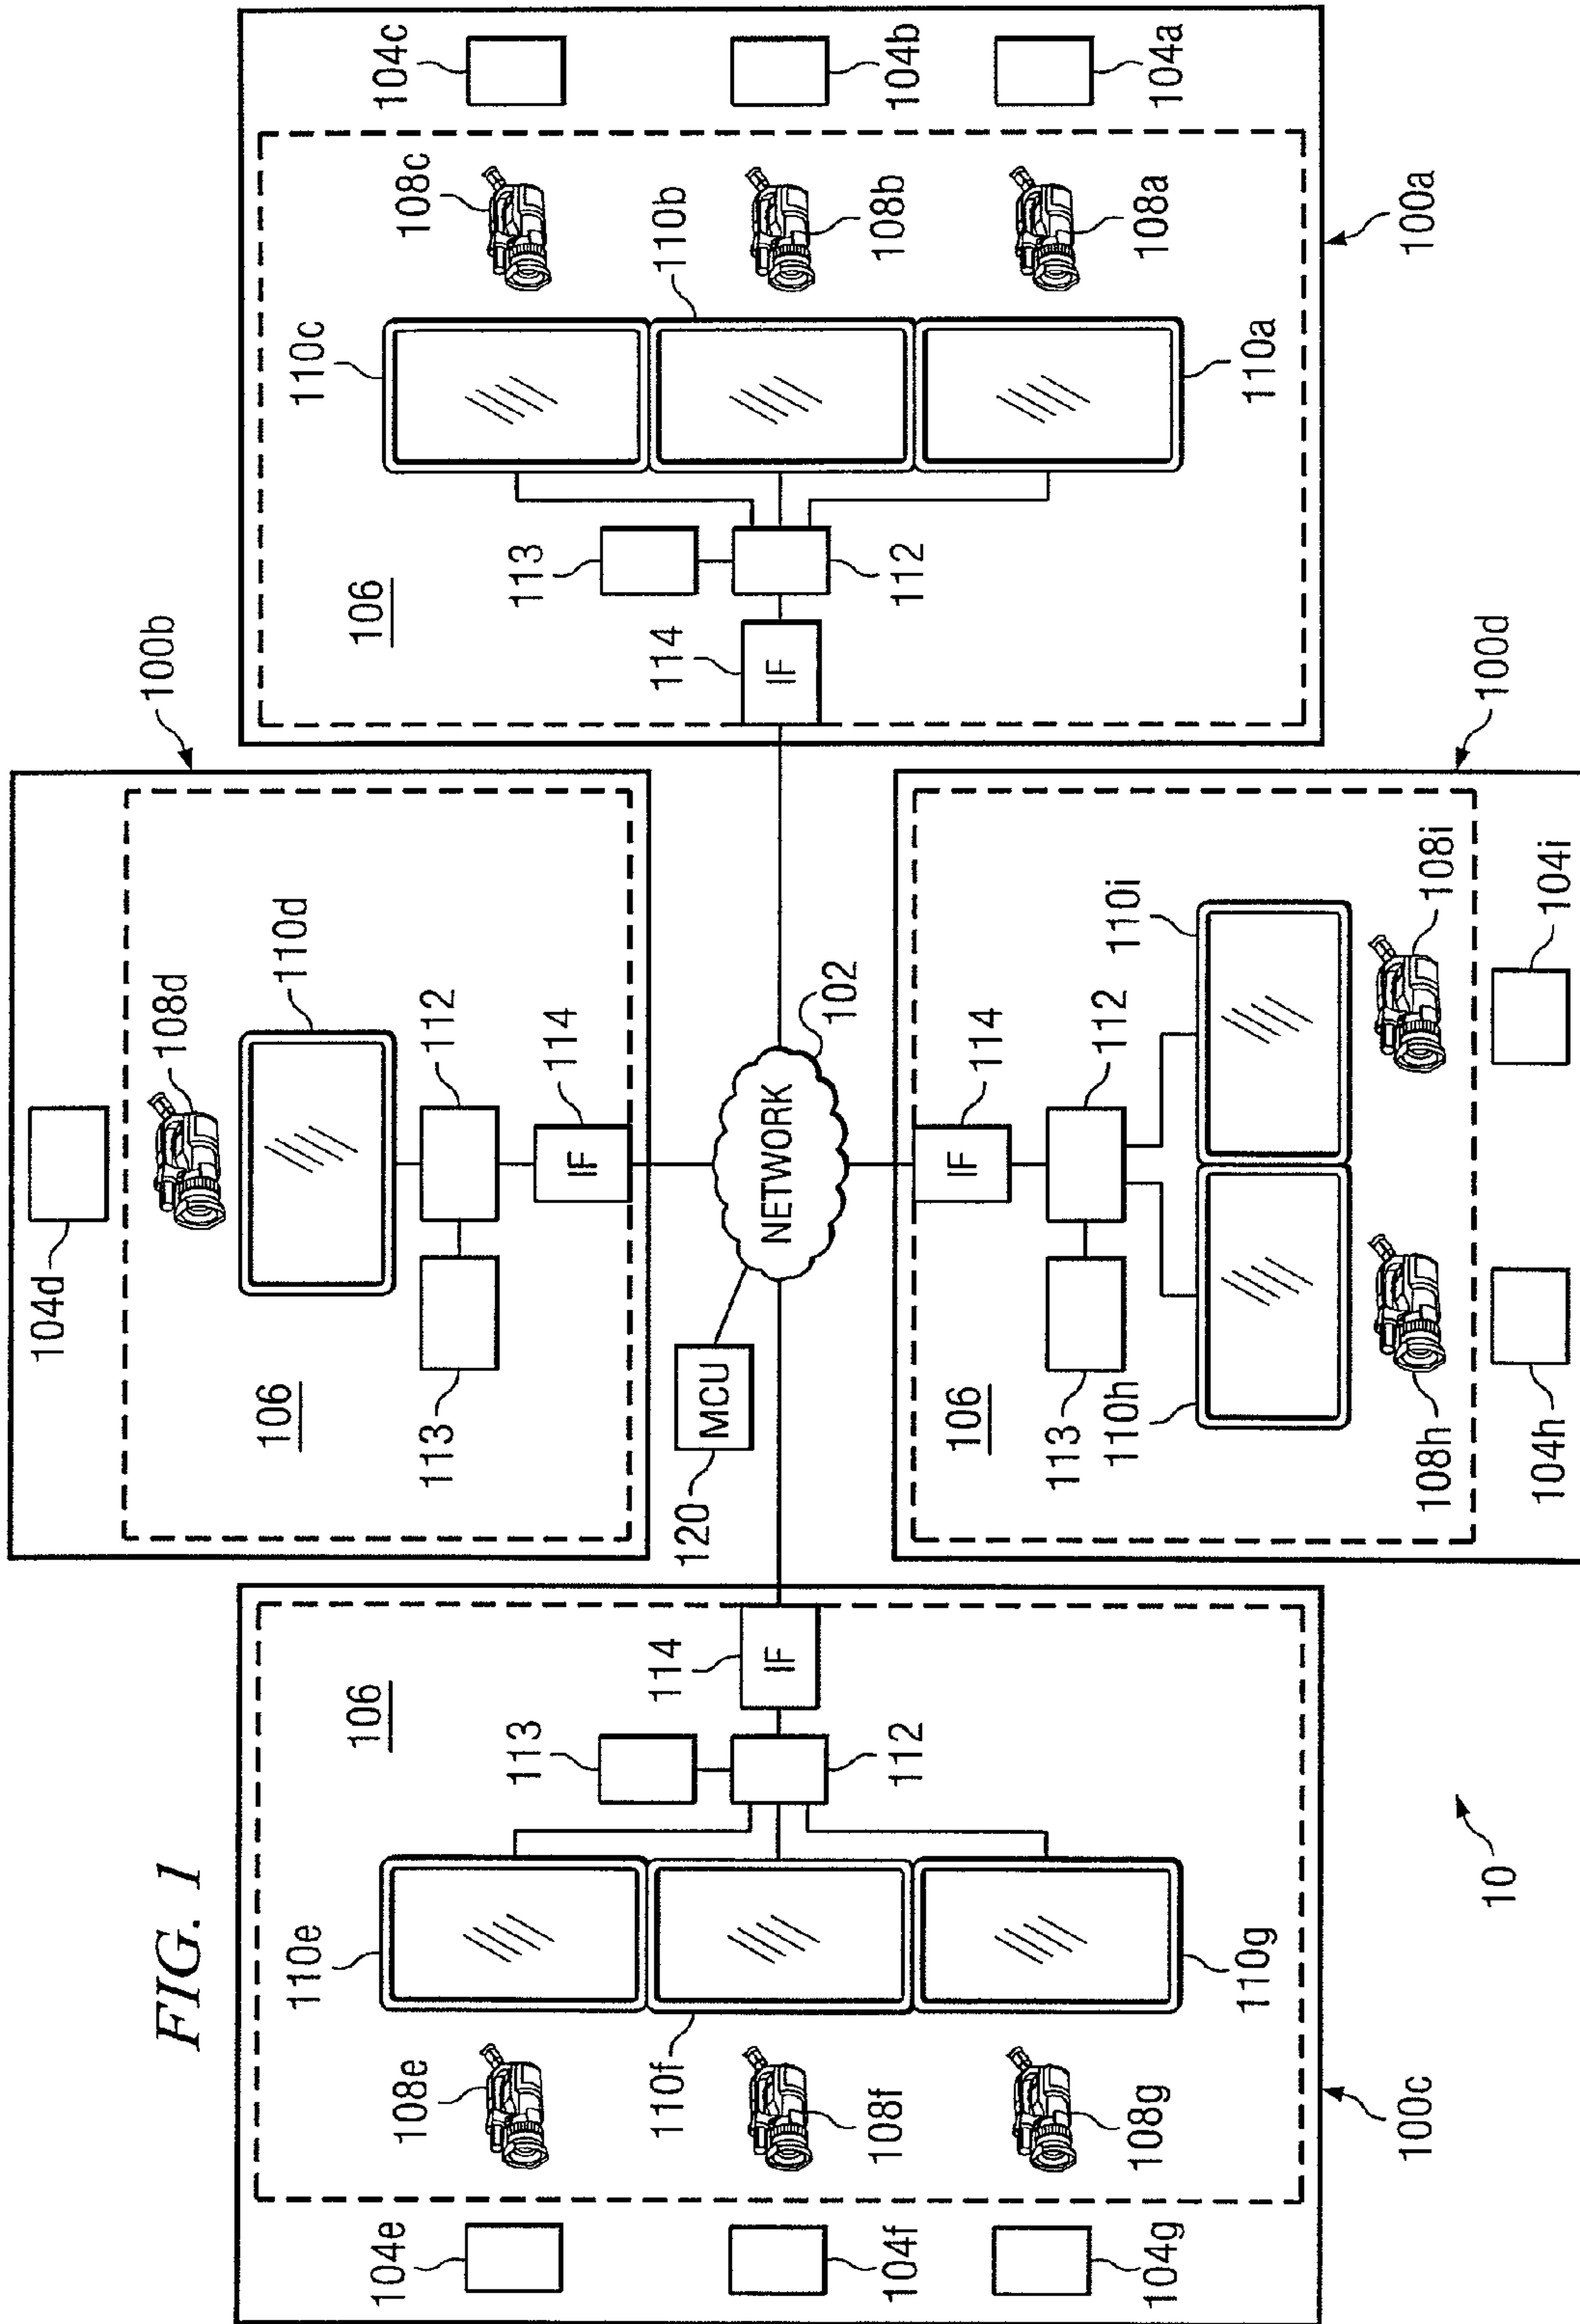 FIG. 1
104e
108e
110e
106
113
114
IF
112
110f
104f
108f
104g
108g
110g
100c
104d
108d
110d
100b
106
113
112
114
IF
MCU
120
NETWORK
102
114
IF
112
106
113
110h
110i
108h
108i
104h
104i
100d
110c
108c
104c
106
113
114
IF
112
110b
108b
104b
110a
108a
104a
100a
10